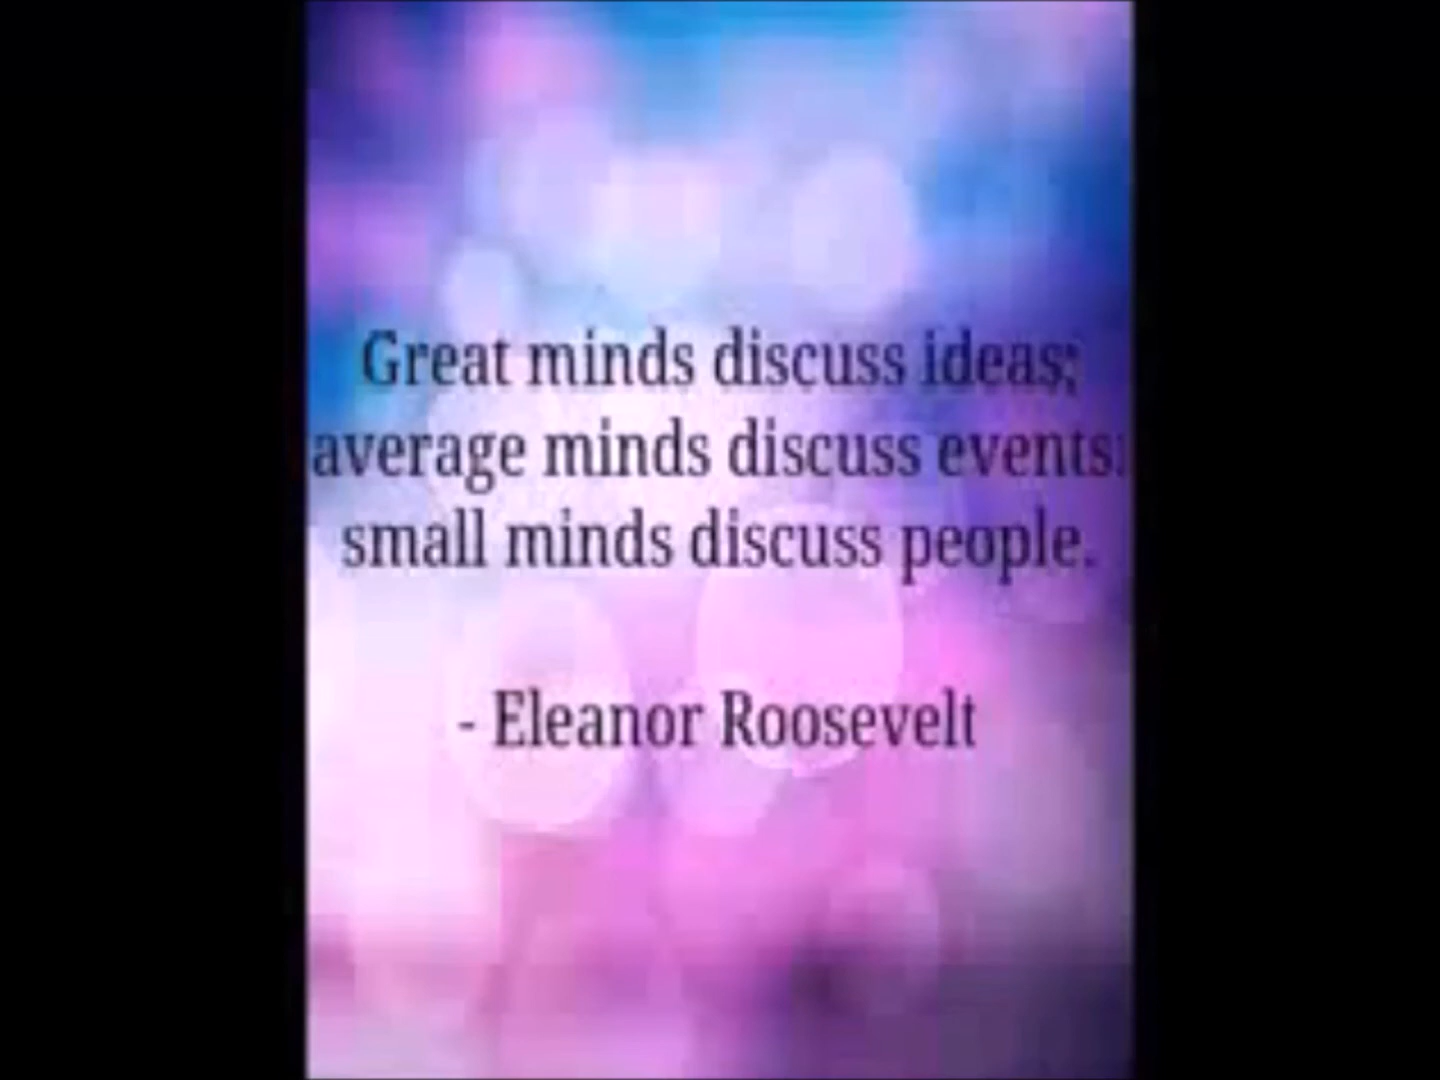 Great minds discuss ideas;
average minds discuss events;
small minds discuss people.
- Eleanor Roosevelt